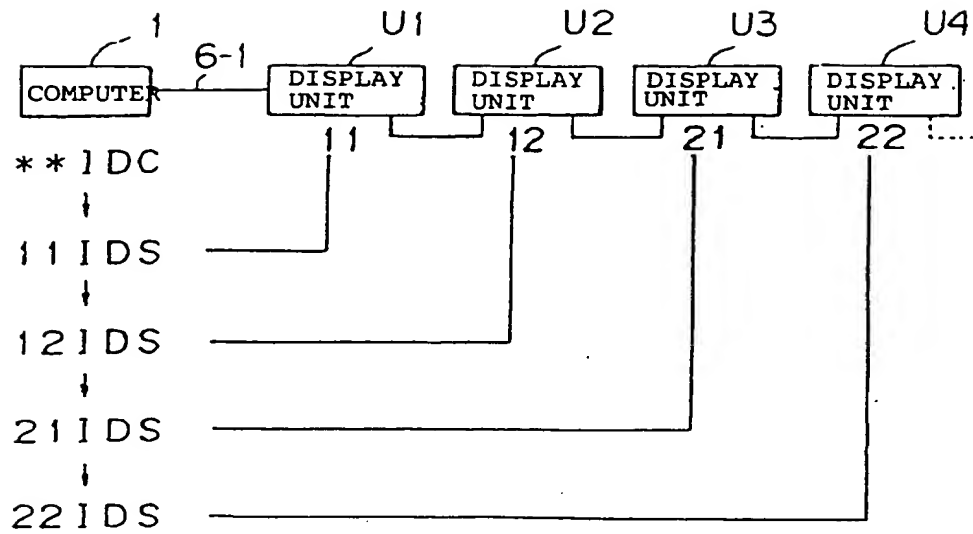 1 U1 U2 U3 U4
6-1
COMPUTER
DISPLAY UNIT
DISPLAY UNIT
DISPLAY UNIT
DISPLAY UNIT
11 12 21 22
**IDC
11IDS
12IDS
21IDS
22IDS